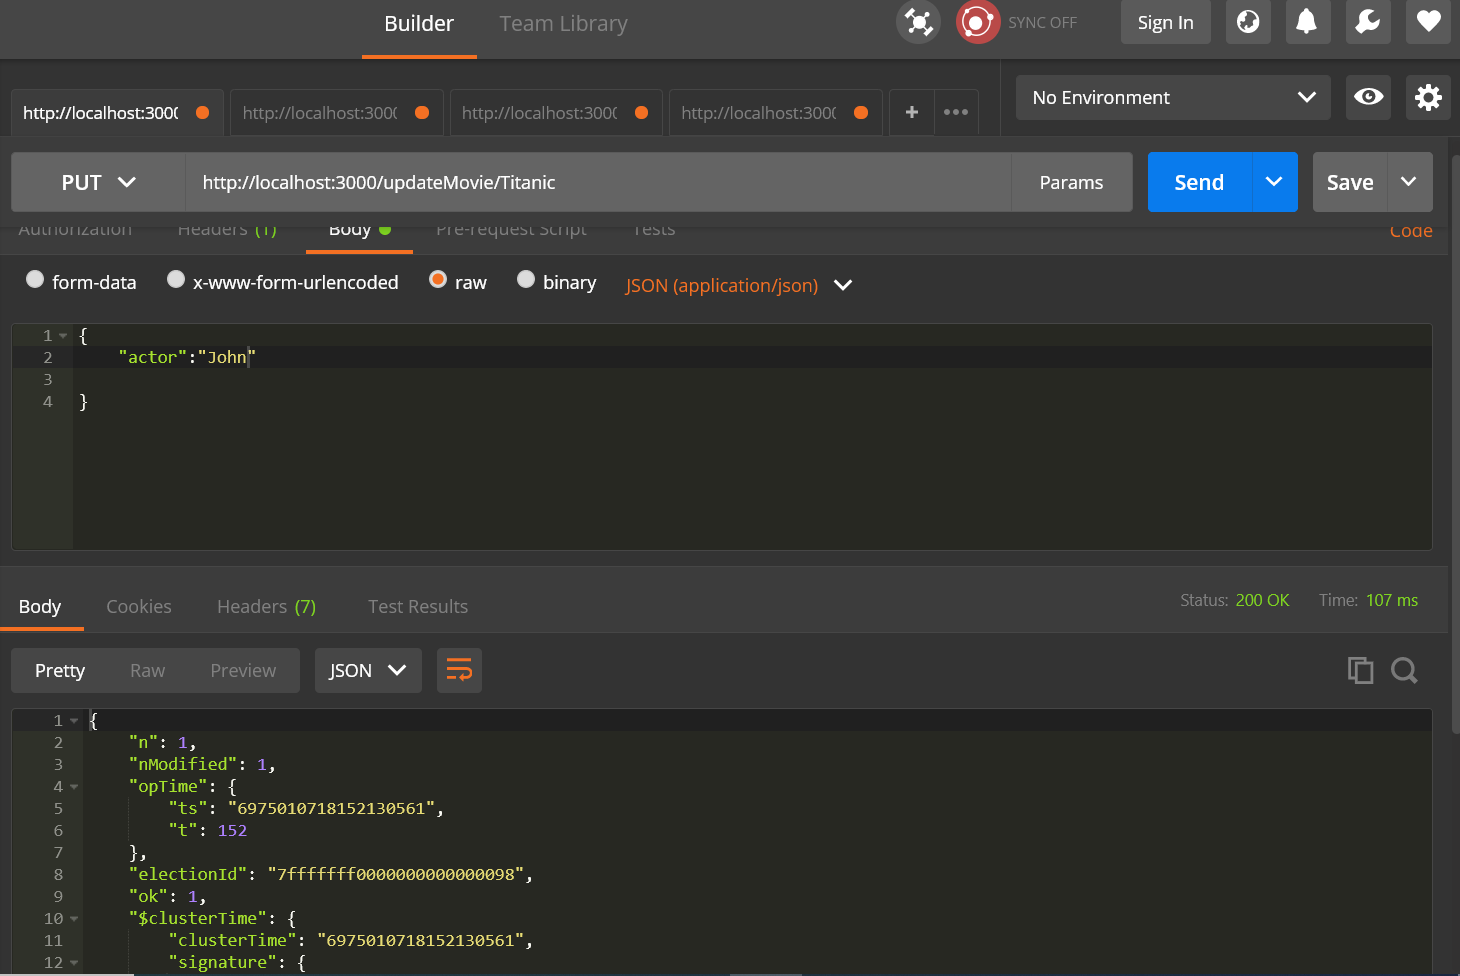 Builder Team Library SYNC OFF Sign In
http://localhost:3000 http://localhost:3000 http://localhost:3000 http://localhost:3000 + ••• No Environment
PUT http://localhost:3000/updateMovie/Titanic Params Send Save
Authorization Headers (1) Body Pre-request Script Tests Code
form-data x-www-form-urlencoded raw binary JSON (application/json)
1 {
2 "actor":"John"
3
4 }
Body Cookies Headers (7) Test Results Status: 200 OK Time: 107 ms
Pretty Raw Preview JSON
1 {
2 "n": 1,
3 "nModified": 1,
4 "opTime": {
5 "ts": "6975010718152130561",
6 "t": 152
7 },
8 "electionId": "7fffffff0000000000000098",
9 "ok": 1,
10 "$clusterTime": {
11 "clusterTime": "6975010718152130561",
12 "signature": {